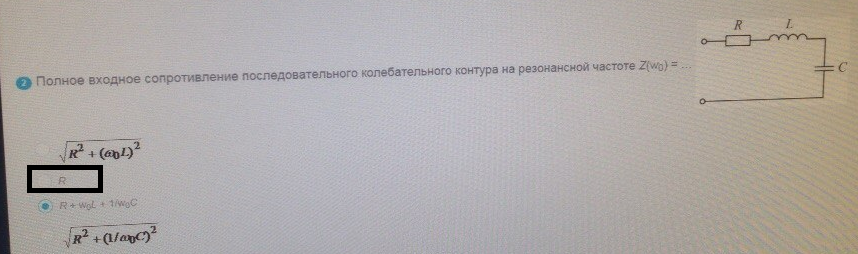 R L
2 Полное входное сопротивление последовательного колебательного контура на резонансной частоте Z(w₀) = ...
C
√R² + (ω₀L)²
R
R + w₀L + 1/w₀C
√R² + (1/ω₀C)²